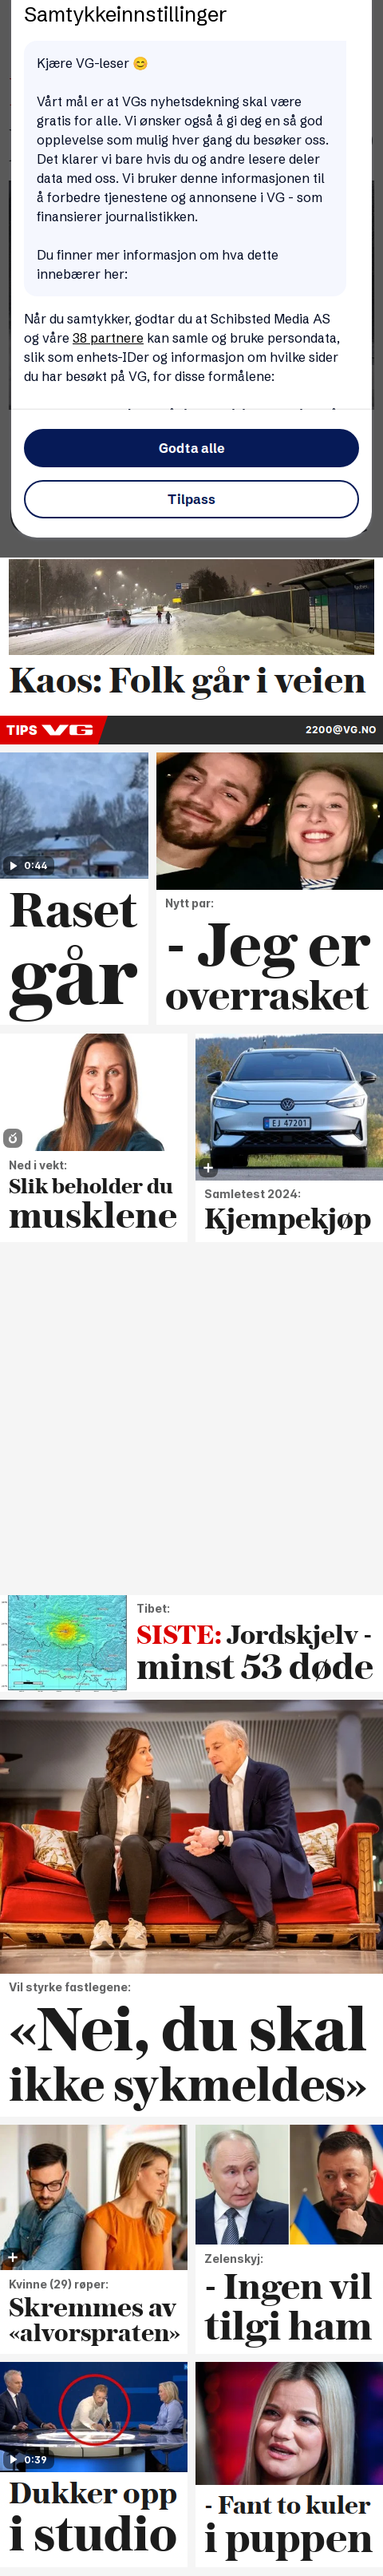 Samtykkeinnstillinger
Kjære VG-leser 😊
Vårt mål er at VGs nyhetsdekning skal være
gratis for alle. Vi ønsker også å gi deg en så god
opplevelse som mulig hver gang du besøker oss.
Det klarer vi bare hvis du og andre lesere deler
data med oss. Vi bruker denne informasjonen til
å forbedre tjenestene og annonsene i VG - som
finansierer journalistikken.
Du finner mer informasjon om hva dette
innebærer her:
Når du samtykker, godtar du at Schibsted Media AS
og våre 38 partnere kan samle og bruke persondata,
slik som enhets-IDer og informasjon om hvilke sider
du har besøkt på VG, for disse formålene:
Godta alle
Tilpass
Kaos: Folk går i veien
TIPS VG
2200@VG.NO
0:44
Raset
går
Nytt par:
- Jeg er
overrasket
Ned i vekt:
Slik beholder du
musklene
EJ 47201
Samletest 2024:
Kjempekjøp
Tibet:
SISTE: Jordskjelv -
minst 53 døde
Vil styrke fastlegene:
«Nei, du skal
ikke sykmeldes»
Kvinne (29) røper:
Skremmes av
«alvorspraten»
Zelenskyj:
- Ingen vil
tilgi ham
0:39
Dukker opp
i studio
- Fant to kuler
i puppen